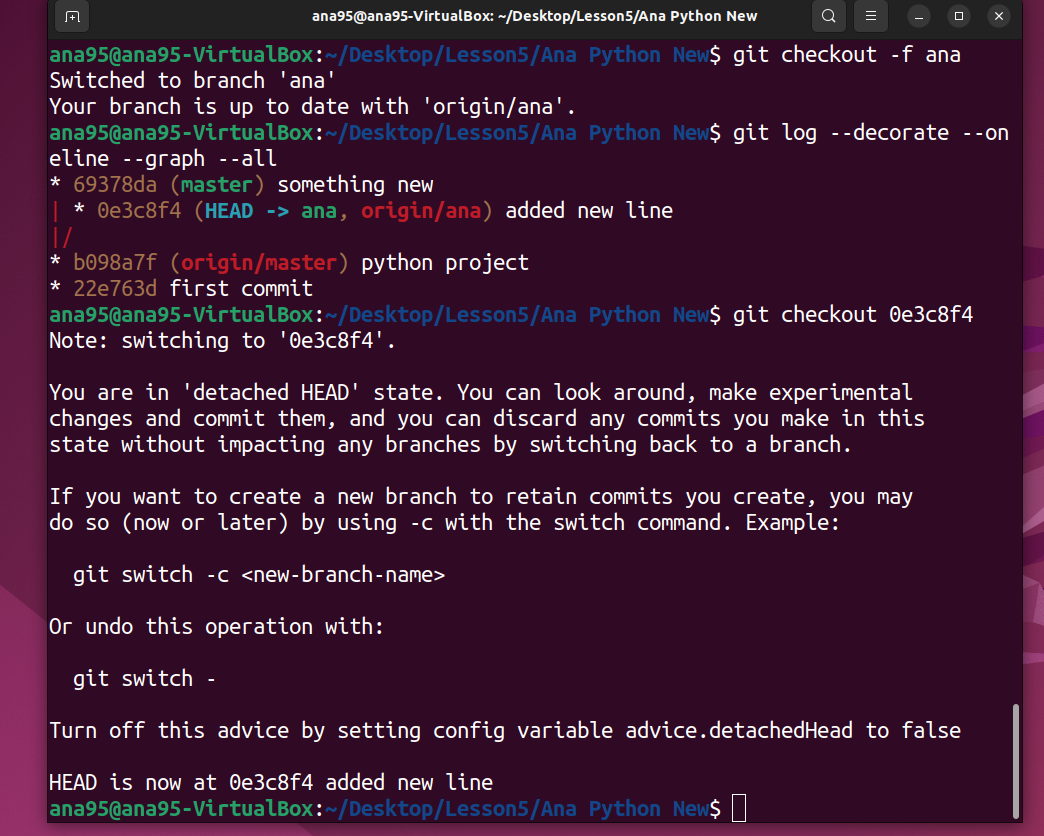 ana95@ana95-VirtualBox: ~/Desktop/Lesson5/Ana Python New
ana95@ana95-VirtualBox:~/Desktop/Lesson5/Ana Python New$ git checkout -f ana
Switched to branch 'ana'
Your branch is up to date with 'origin/ana'.
ana95@ana95-VirtualBox:~/Desktop/Lesson5/Ana Python New$ git log --decorate --on
eline --graph --all
* 69378da (master) something new
| * 0e3c8f4 (HEAD -> ana, origin/ana) added new line
|/
* b098a7f (origin/master) python project
* 22e763d first commit
ana95@ana95-VirtualBox:~/Desktop/Lesson5/Ana Python New$ git checkout 0e3c8f4
Note: switching to '0e3c8f4'.

You are in 'detached HEAD' state. You can look around, make experimental
changes and commit them, and you can discard any commits you make in this
state without impacting any branches by switching back to a branch.

If you want to create a new branch to retain commits you create, you may
do so (now or later) by using -c with the switch command. Example:

  git switch -c <new-branch-name>

Or undo this operation with:

  git switch -

Turn off this advice by setting config variable advice.detachedHead to false

HEAD is now at 0e3c8f4 added new line
ana95@ana95-VirtualBox:~/Desktop/Lesson5/Ana Python New$